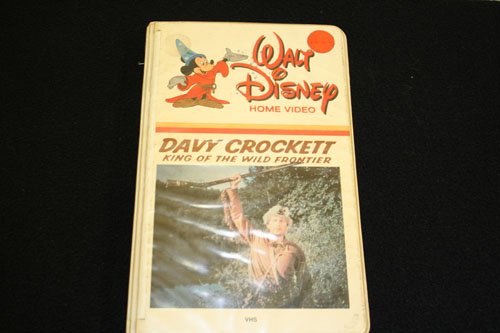 WALT
DISNEY
HOME VIDEO
DAVY CROCKETT
KING OF THE WILD FRONTIER
VHS